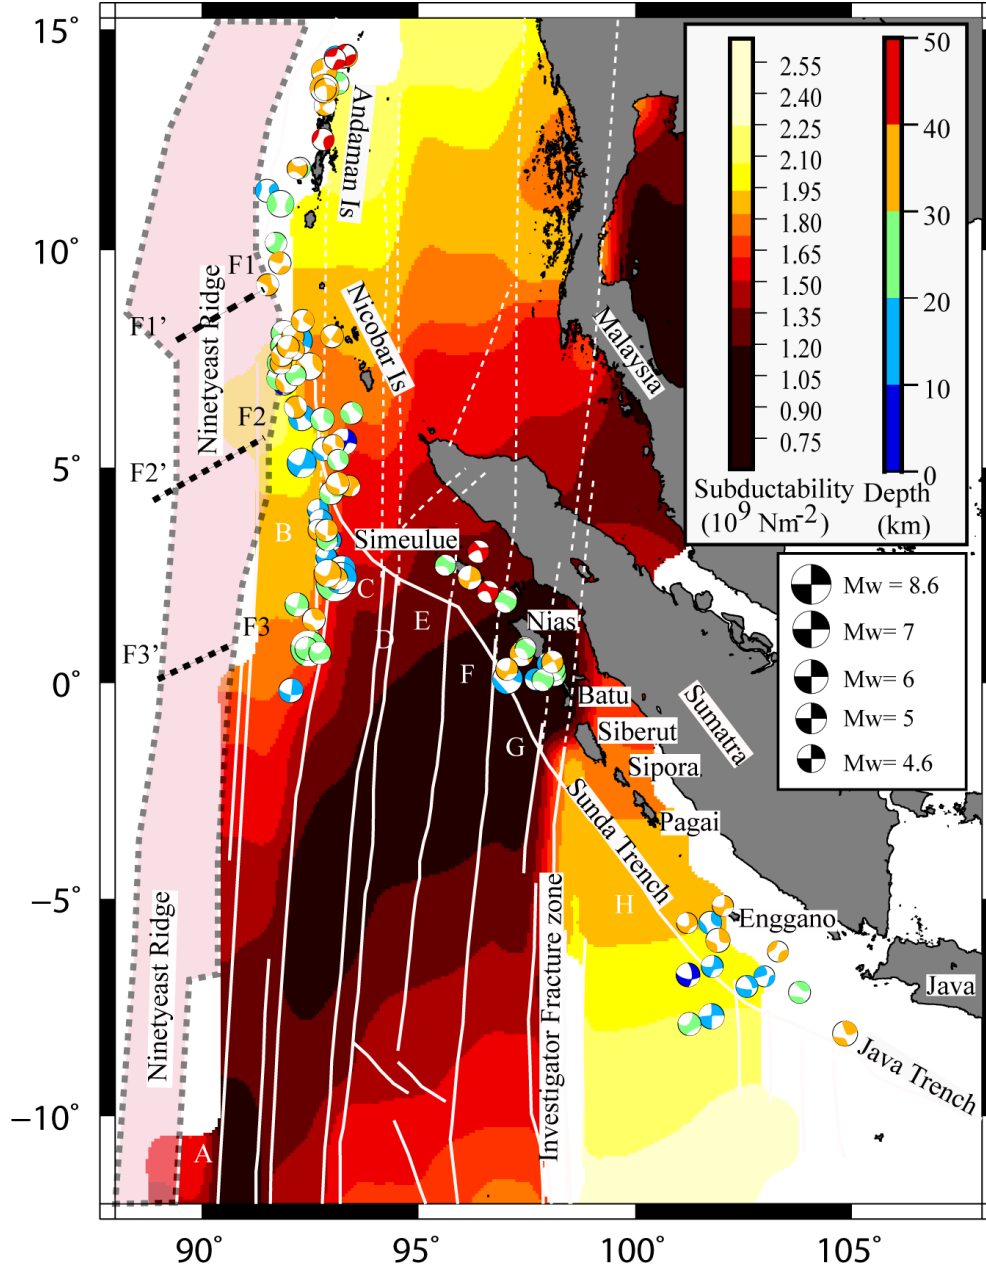 15°
10°
5°
0°
−5°
−10°
90°
95°
100°
105°
Andaman Is
Nicobar Is
Ninetyeast Ridge
F1
F1'
F2
F2'
F3
F3'
Malaysia
Simeulue
Nias
Batu
Siberut
Sipora
Pagai
Sumatra
Sunda Trench
Enggano
Java
Java Trench
Investigator Fracture zone
Ninetyeast Ridge
A
B
C
D
E
F
G
H
2.55
2.40
2.25
2.10
1.95
1.80
1.65
1.50
1.35
1.20
1.05
0.90
0.75
Subductability
(10⁹ Nm⁻²)
50
40
30
20
10
0
Depth
(km)
Mw = 8.6
Mw= 7
Mw= 6
Mw= 5
Mw= 4.6